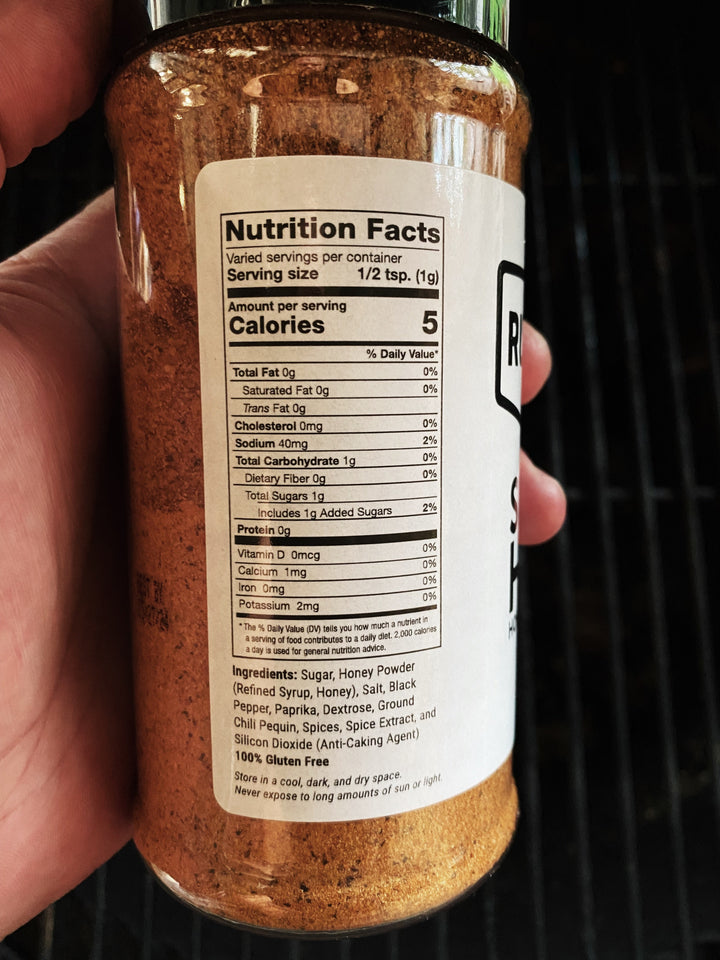 Nutrition Facts
Varied servings per container
Serving size 1/2 tsp. (1g)
Amount per serving
Calories 5
% Daily Value*
Total Fat 0g 0%
Saturated Fat 0g 0%
Trans Fat 0g
Cholesterol 0mg 0%
Sodium 40mg 2%
Total Carbohydrate 1g 0%
Dietary Fiber 0g 0%
Total Sugars 1g
Includes 1g Added Sugars 2%
Protein 0g
Vitamin D 0mcg 0%
Calcium 1mg 0%
Iron 0mg 0%
Potassium 2mg 0%
* The % Daily Value (DV) tells you how much a nutrient in
a serving of food contributes to a daily diet. 2,000 calories
a day is used for general nutrition advice.
Ingredients: Sugar, Honey Powder
(Refined Syrup, Honey), Salt, Black
Pepper, Paprika, Dextrose, Ground
Chili Pequin, Spices, Spice Extract, and
Silicon Dioxide (Anti-Caking Agent)
100% Gluten Free
Store in a cool, dark, and dry space.
Never expose to long amounts of sun or light.